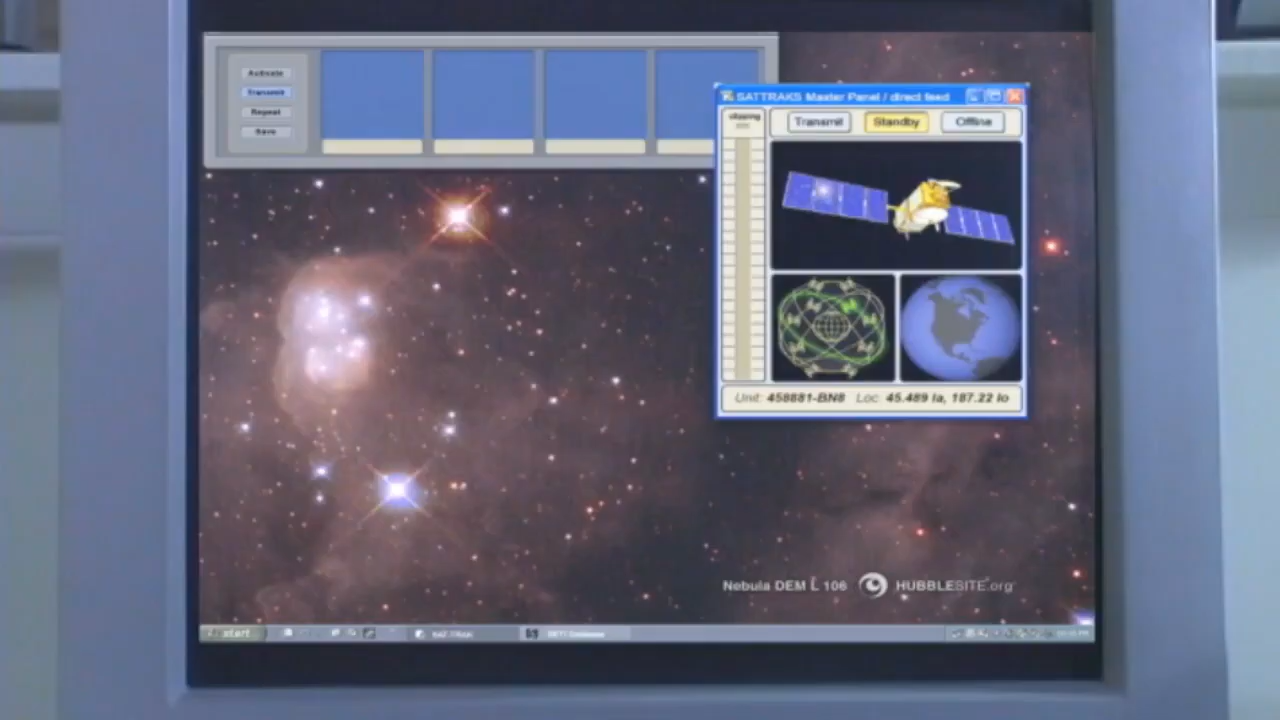 Activate
Transmit
Repeat
Save
SATTRAKS Master Panel / direct feed
Transmit Standby Offline
Unit: 458881-BN8 Loc: 45.489 la, 187.22 lo
Nebula DEM L 106 HUBBLESITE.org
start